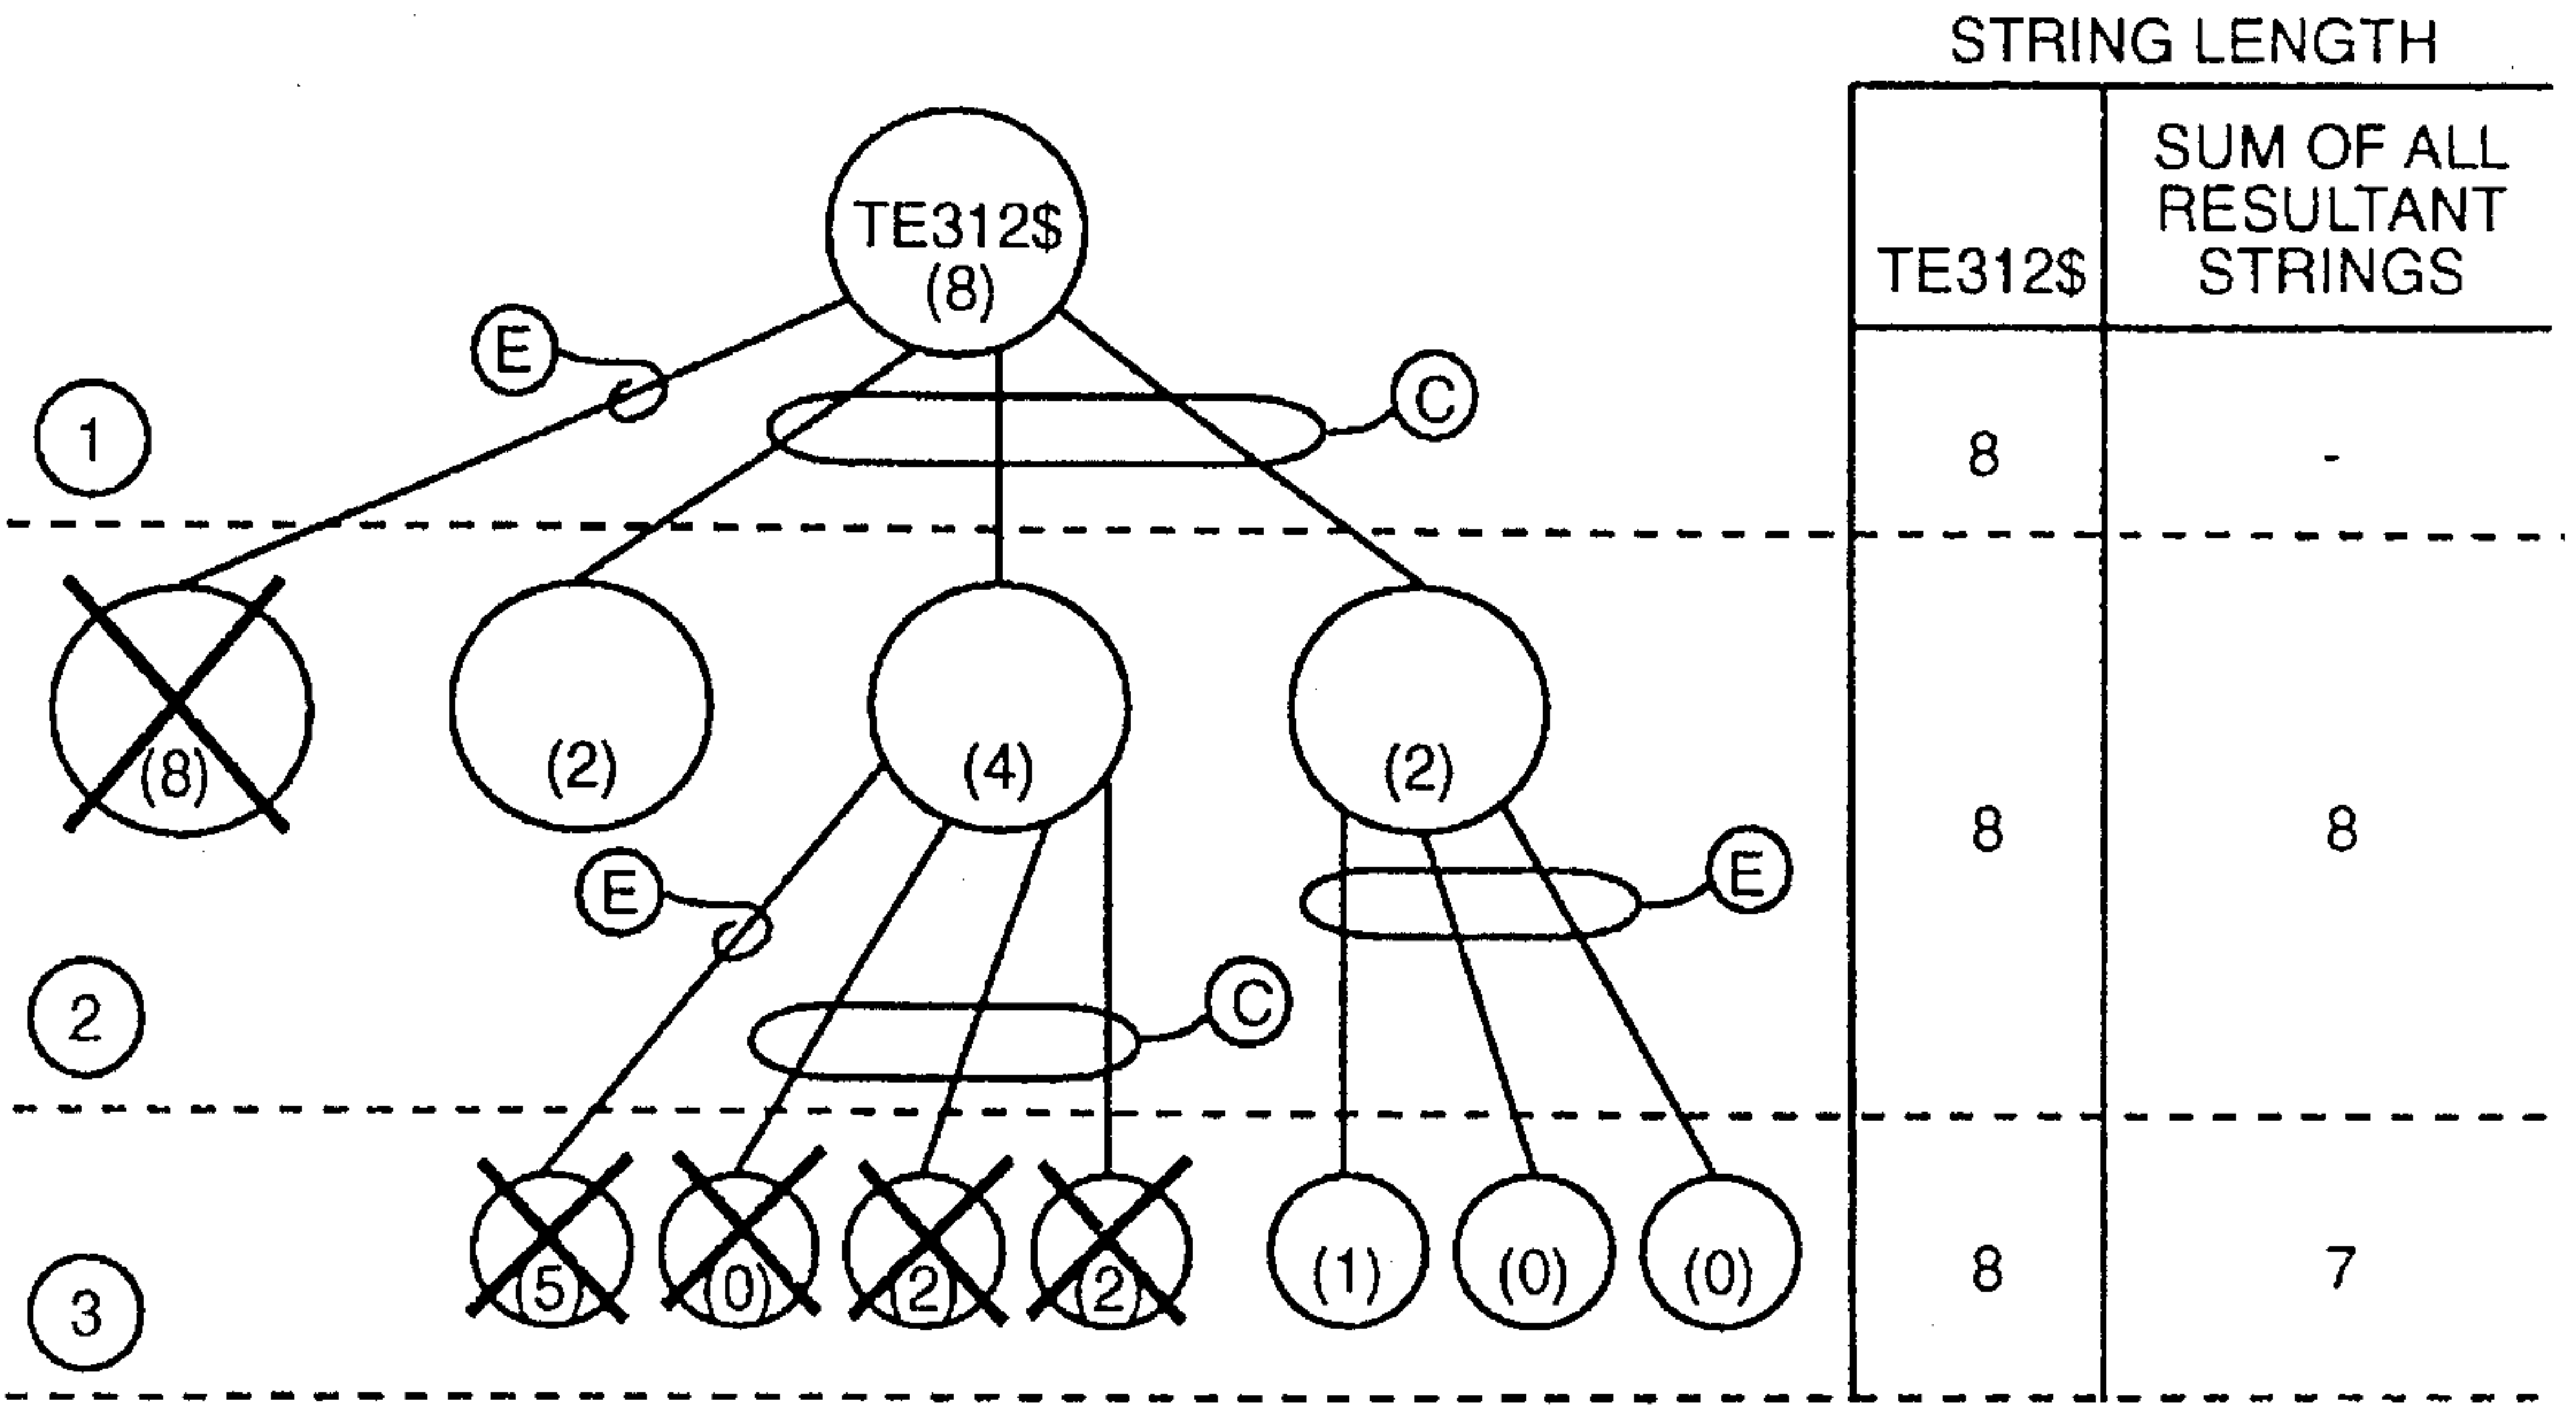 STRING LENGTH
TE312$
SUM OF ALL
RESULTANT
STRINGS
TE312$
(8)
E
C
1
8
-
(8)
(2)
(4)
(2)
E
E
C
2
8
8
(5)
(0)
(2)
(2)
(1)
(0)
(0)
3
8
7